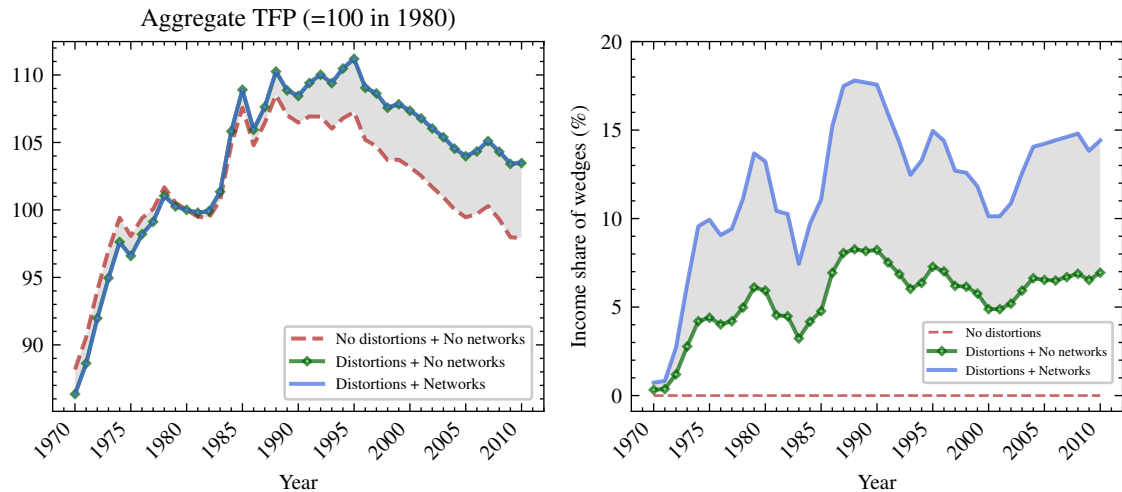 Aggregate TFP (=100 in 1980)
110
105
100
95
90
1970
1975
1980
1985
1990
1995
2000
2005
2010
Year
No distortions + No networks
Distortions + No networks
Distortions + Networks
Income share of wedges (%)
20
15
10
5
0
1970
1975
1980
1985
1990
1995
2000
2005
2010
Year
No distortions
Distortions + No networks
Distortions + Networks